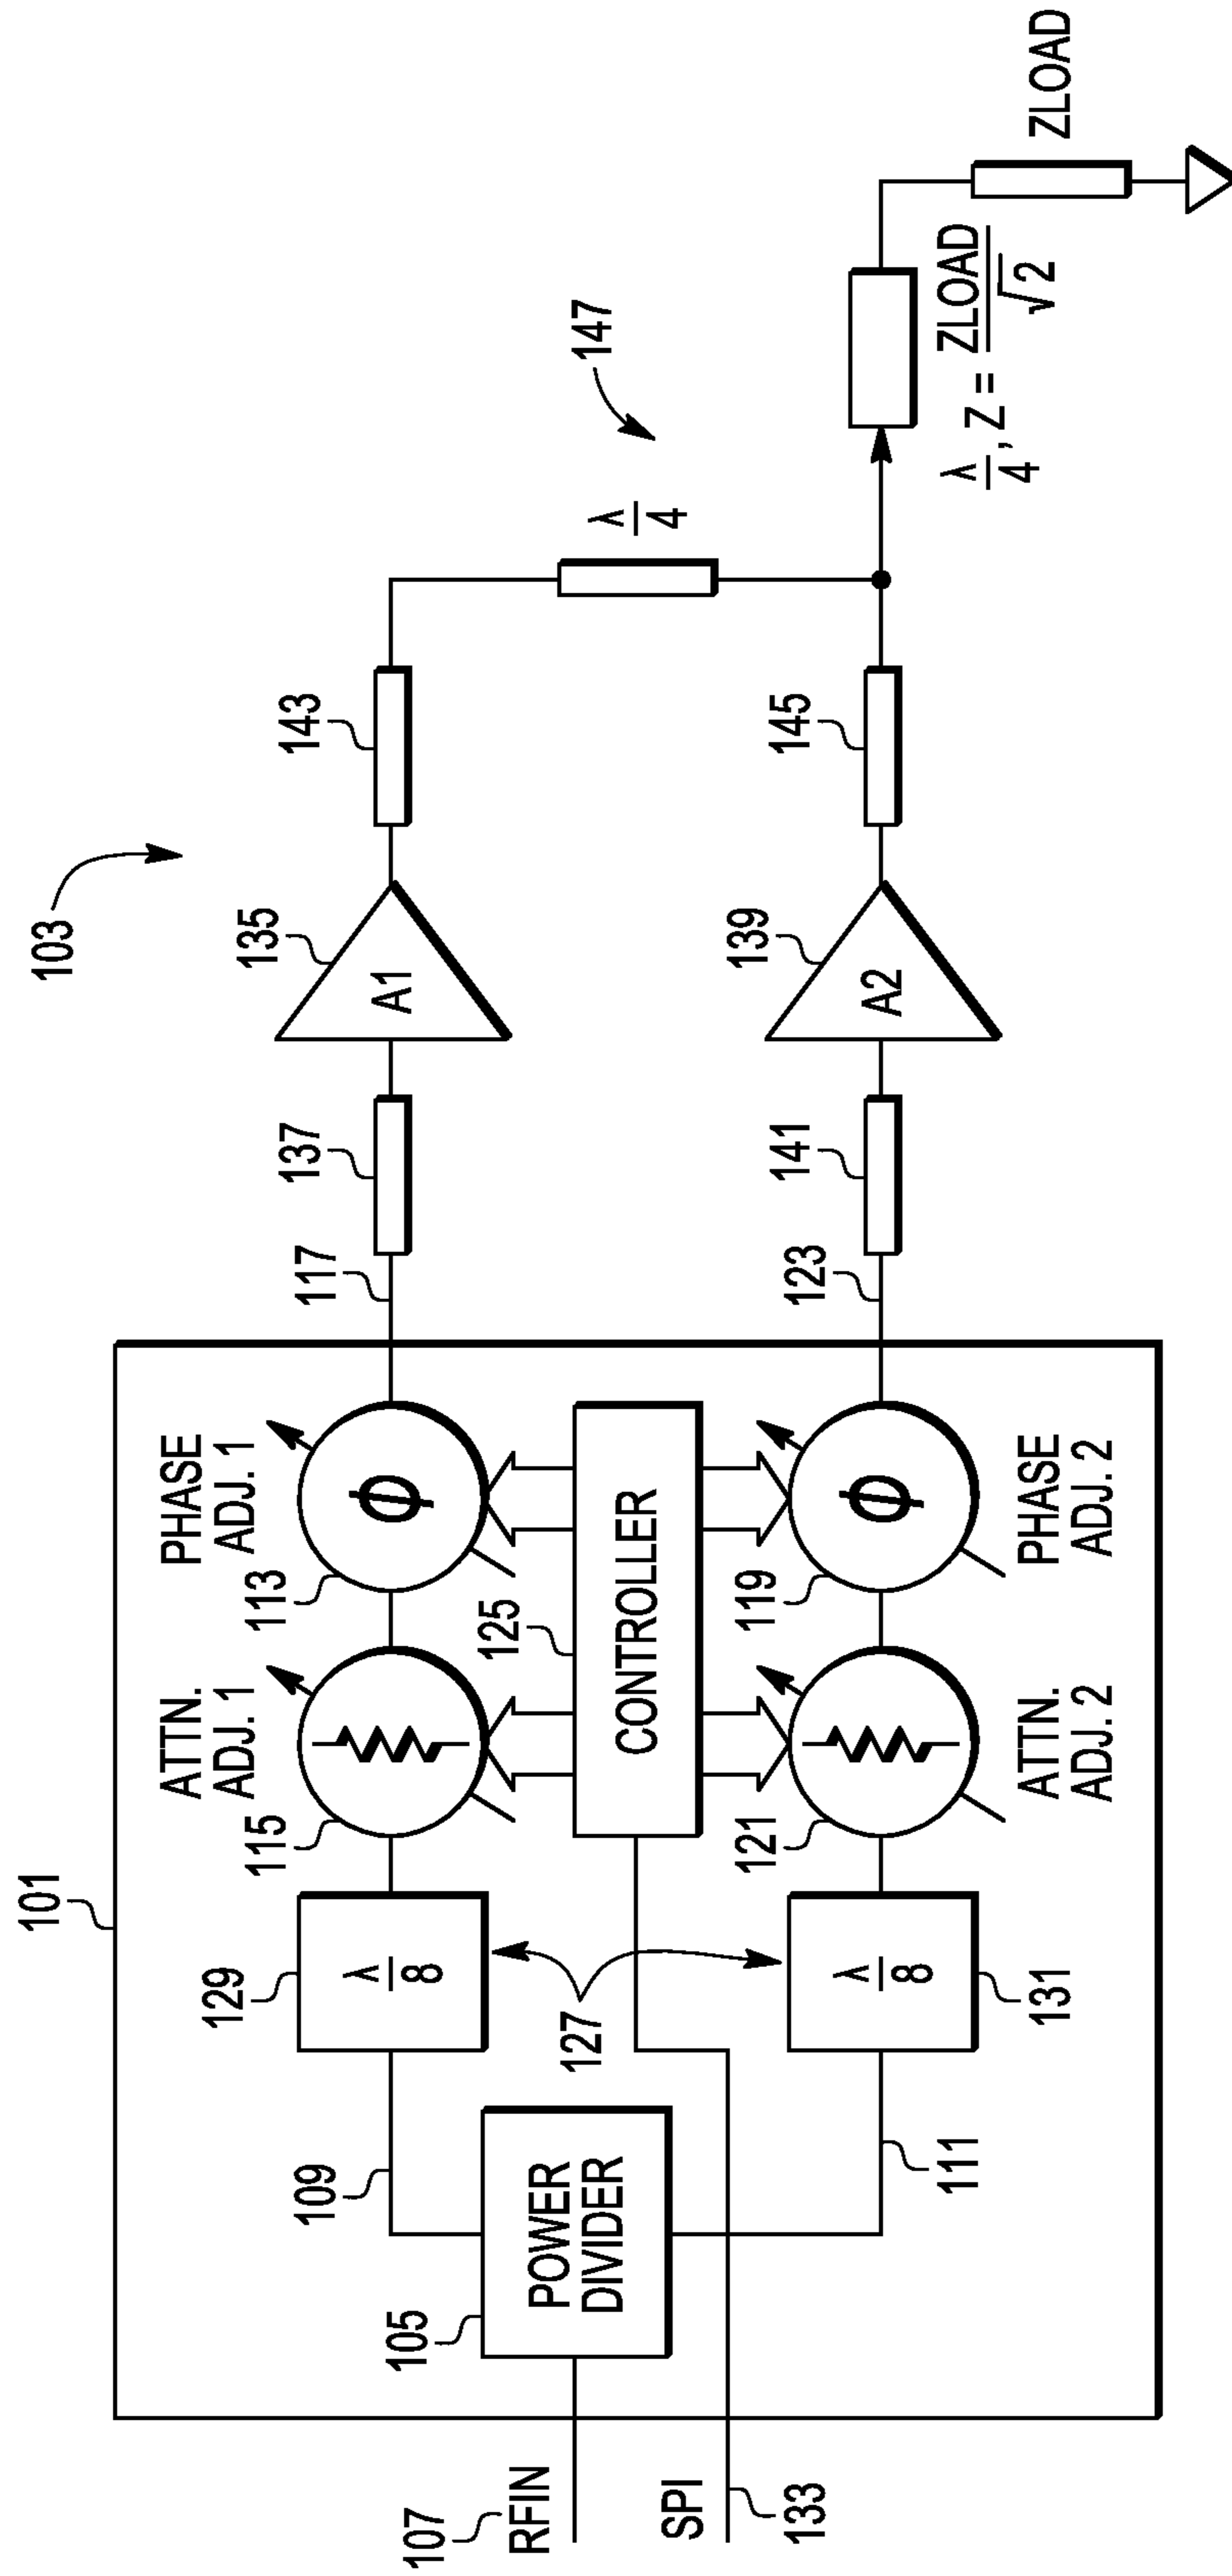 103
101
129
λ/8
109
107
RFIN
105
POWER
DIVIDER
SPI
133
127
111
λ/8
131
115
ATTN.
ADJ. 1
113
PHASE
ADJ. 1
ϕ
125
CONTROLLER
121
ATTN.
ADJ. 2
119
PHASE
ADJ. 2
ϕ
117
137
135
A1
143
123
141
139
A2
145
λ/4
147
λ/4, Z = ZLOAD/√2
ZLOAD